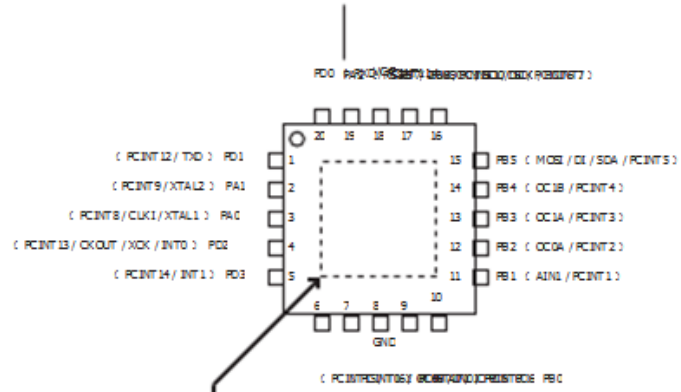 PD0
20 19 18 17 16
( PCINT12/ TXD ) PD1 1 15 PB5 ( MOSI / DI / SDA / PCINT5 )
( PCINT9/ XTAL2 ) PA1 2 14 PB4 ( OC1B / PCINT4 )
( PCINT8/ CLKI / XTAL1 ) PA0 3 13 PB3 ( OC1A / PCINT3 )
( PCINT13/ CKOUT / XCK / INT0 ) PD2 4 12 PB2 ( OC0A / PCINT2 )
( PCINT14/ INT1 ) PD3 5 11 PB1 ( AIN1 / PCINT1 )
6 7 8 9 10
GND
PB0